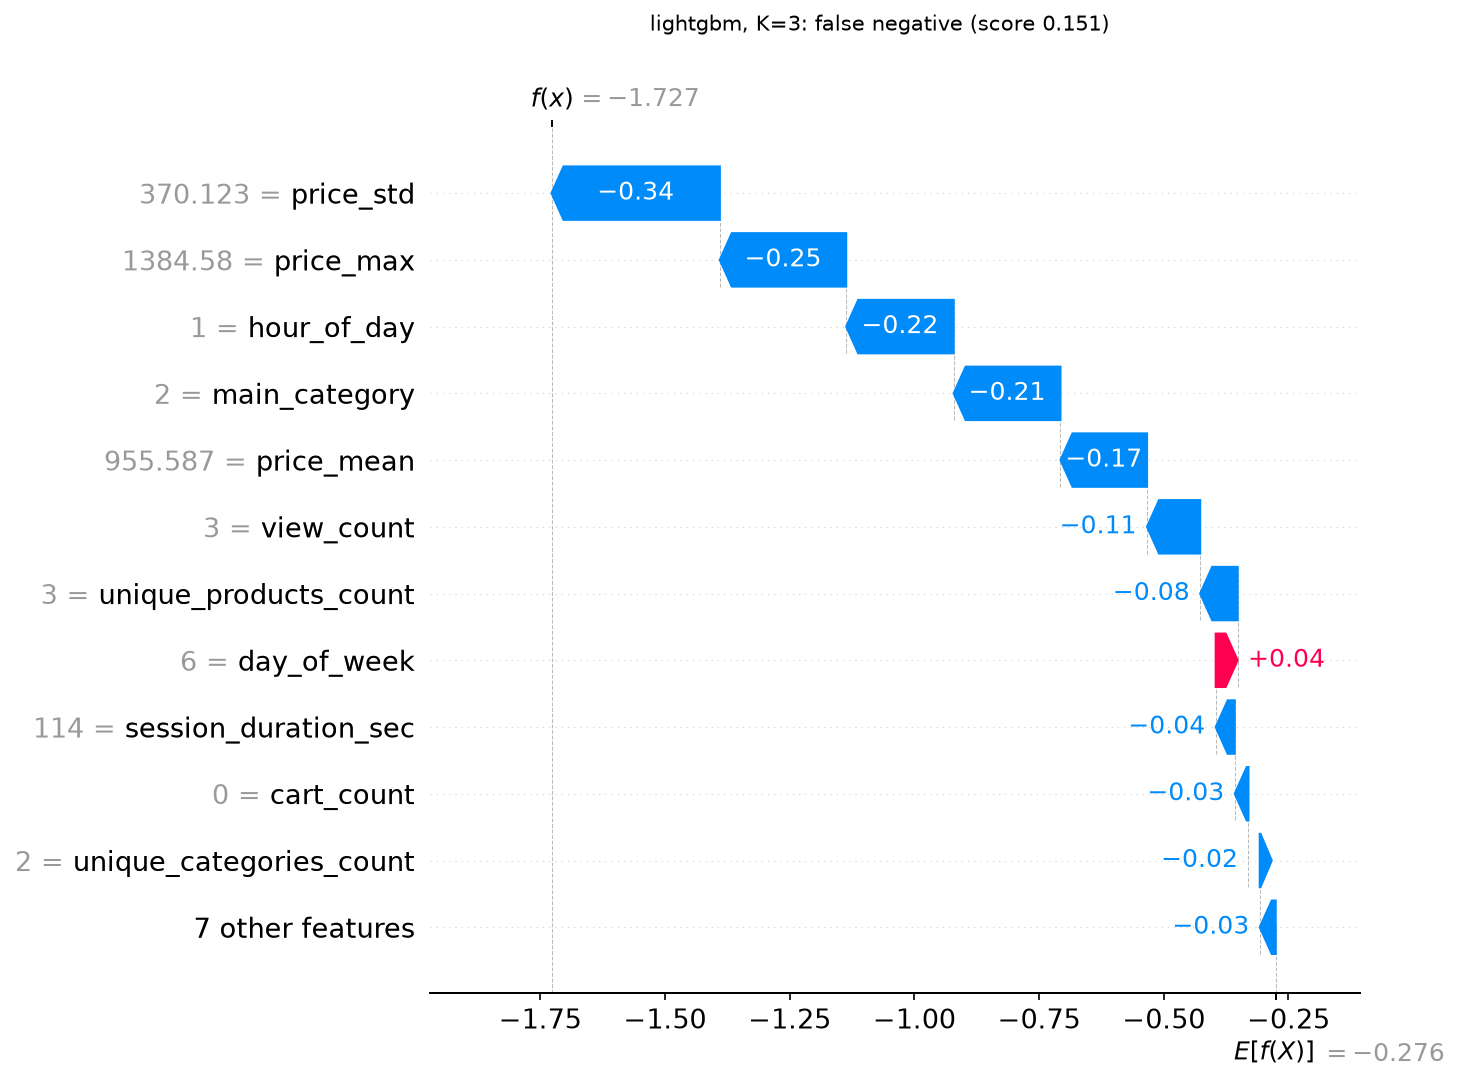 lightgbm, K=3: false negative (score 0.151)
f(x) = −1.727
370.123 = price_std −0.34
1384.58 = price_max −0.25
1 = hour_of_day −0.22
2 = main_category −0.21
955.587 = price_mean −0.17
3 = view_count −0.11
3 = unique_products_count −0.08
6 = day_of_week +0.04
114 = session_duration_sec −0.04
0 = cart_count −0.03
2 = unique_categories_count −0.02
7 other features −0.03
−1.75 −1.50 −1.25 −1.00 −0.75 −0.50 −0.25
E[f(X)] = −0.276